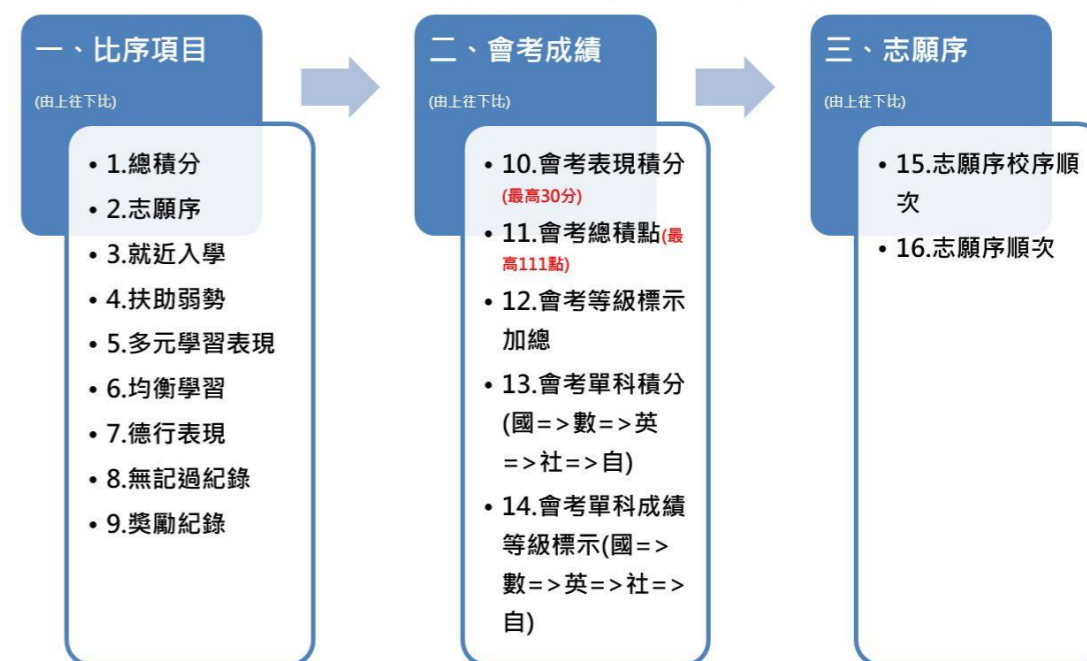 一、比序項目
(由上往下比)
• 1.總積分
• 2.志願序
• 3.就近入學
• 4.扶助弱勢
• 5.多元學習表現
• 6.均衡學習
• 7.德行表現
• 8.無記過紀錄
• 9.獎勵紀錄
二、會考成績
(由上往下比)
• 10.會考表現積分
(最高30分)
• 11.會考總積點(最
高111點)
• 12.會考等級標示
加總
• 13.會考單科積分
(國=>數=>英
=>社=>自)
• 14.會考單科成績
等級標示(國=>
數=>英=>社=>
自)
三、志願序
(由上往下比)
• 15.志願序校序順
次
• 16.志願序順次